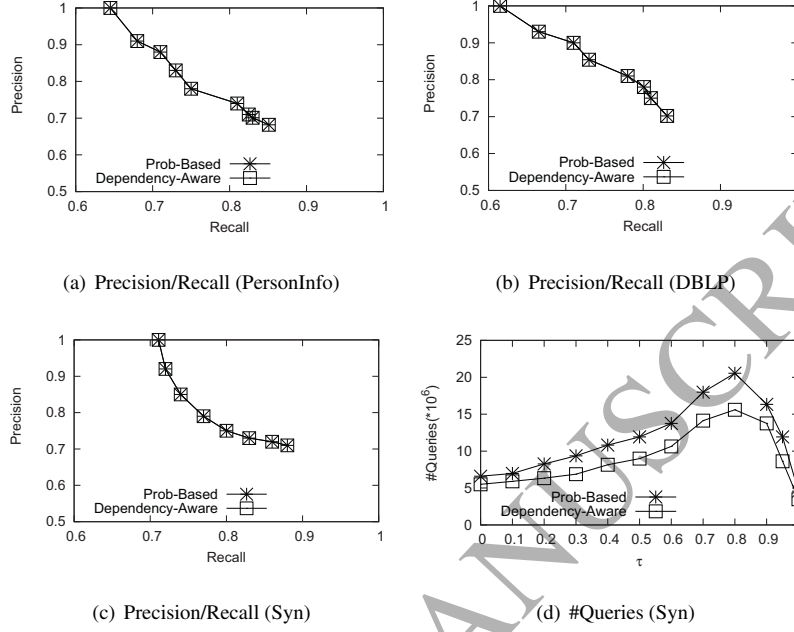 1
0.9
0.8
0.7
0.6
0.5
0.6 0.7 0.8 0.9 1
Precision
Recall
Prob-Based
Dependency-Aware
(a) Precision/Recall (PersonInfo)
1
0.9
0.8
0.7
0.6
0.5
0.6 0.7 0.8 0.9 1
Precision
Recall
Prob-Based
Dependency-Aware
(b) Precision/Recall (DBLP)
1
0.9
0.8
0.7
0.6
0.5
0.6 0.7 0.8 0.9 1
Precision
Recall
Prob-Based
Dependency-Aware
(c) Precision/Recall (Syn)
25
20
15
10
5
0
0 0.1 0.2 0.3 0.4 0.5 0.6 0.7 0.8 0.9
#Queries(*10⁶)
τ
Prob-Based
Dependency-Aware
(d) #Queries (Syn)
ANUSCRI